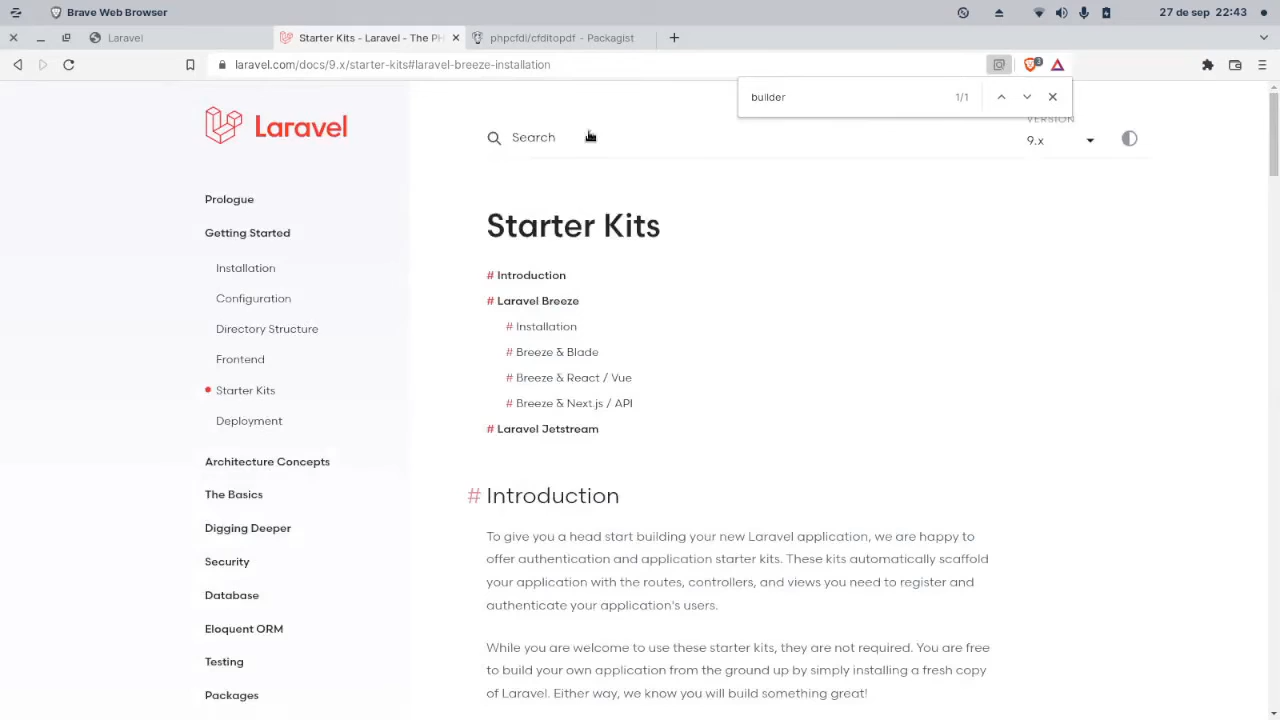 Brave Web Browser
27 de sep 22:43
Laravel
Starter Kits - Laravel - The PH
phpcfdi/cfditopdf - Packagist
laravel.com/docs/9.x/starter-kits#laravel-breeze-installation
3
builder
1/1
Laravel
Search
VERSION
9.x
Prologue
Getting Started
Installation
Configuration
Directory Structure
Frontend
Starter Kits
Deployment
Architecture Concepts
The Basics
Digging Deeper
Security
Database
Eloquent ORM
Testing
Packages
Starter Kits
# Introduction
# Laravel Breeze
# Installation
# Breeze & Blade
# Breeze & React / Vue
# Breeze & Next.js / API
# Laravel Jetstream
# Introduction
To give you a head start building your new Laravel application, we are happy to
offer authentication and application starter kits. These kits automatically scaffold
your application with the routes, controllers, and views you need to register and
authenticate your application's users.
While you are welcome to use these starter kits, they are not required. You are free
to build your own application from the ground up by simply installing a fresh copy
of Laravel. Either way, we know you will build something great!